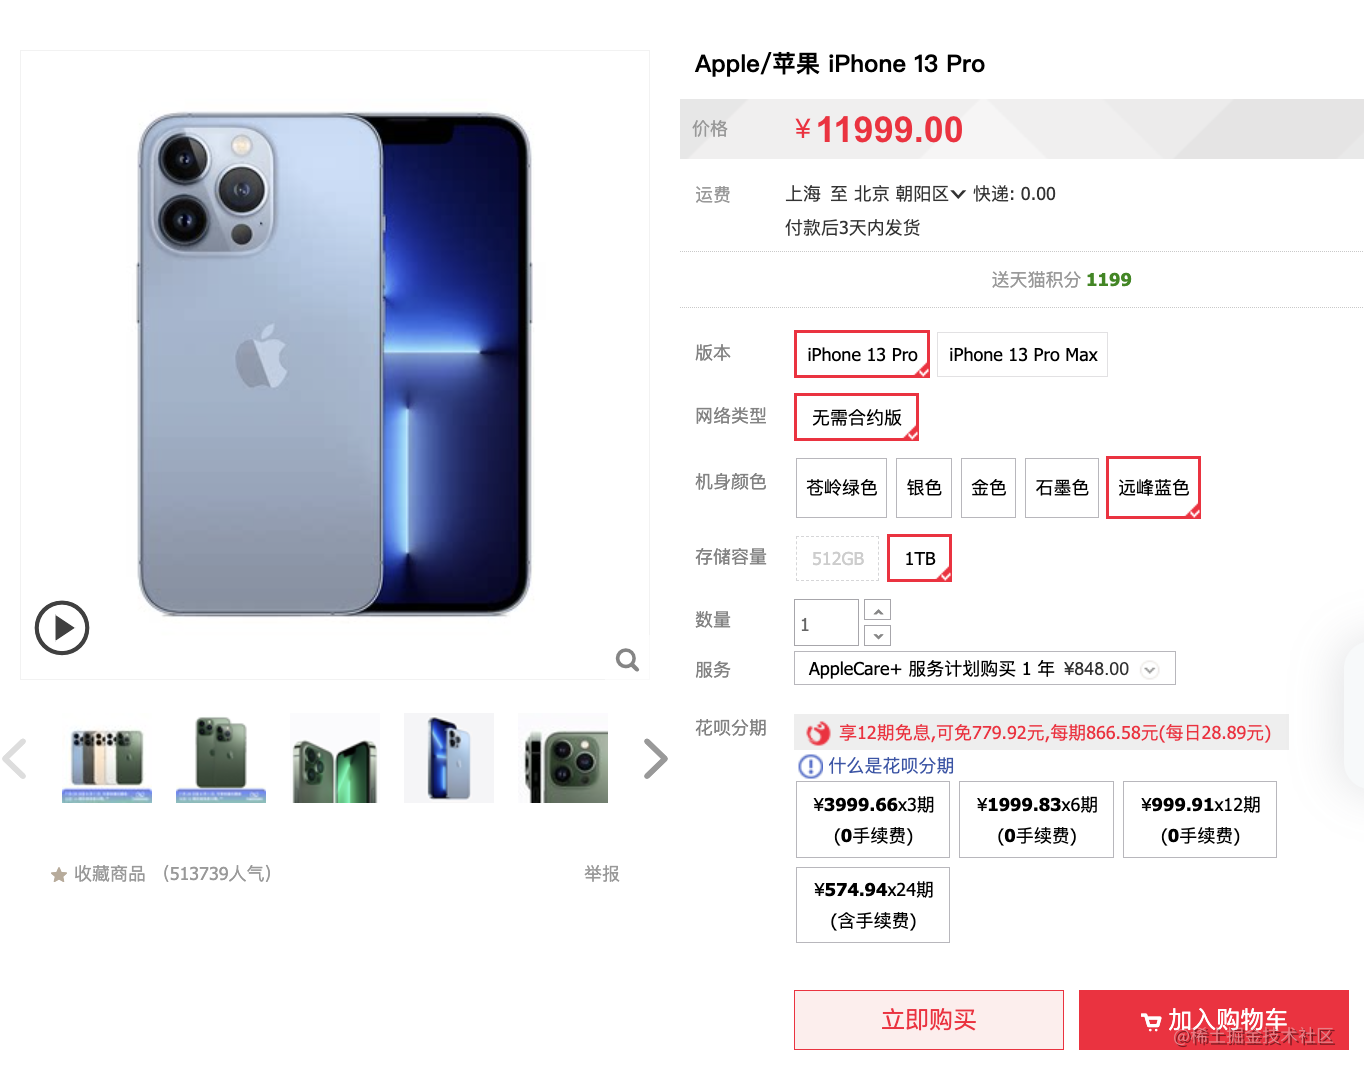 Apple/苹果 iPhone 13 Pro
价格 ¥11999.00
运费 上海 至 北京 朝阳区 快递: 0.00
付款后3天内发货
送天猫积分 1199
版本 iPhone 13 Pro iPhone 13 Pro Max
网络类型 无需合约版
机身颜色 苍岭绿色 银色 金色 石墨色 远峰蓝色
存储容量 512GB 1TB
数量 1
服务 AppleCare+ 服务计划购买 1 年 ¥848.00
花呗分期 享12期免息,可免779.92元,每期866.58元(每日28.89元)
什么是花呗分期
¥3999.66x3期 ¥1999.83x6期 ¥999.91x12期
(0手续费) (0手续费) (0手续费)
¥574.94x24期
(含手续费)
收藏商品 （513739人气） 举报
立即购买 加入购物车
@稀土掘金技术社区